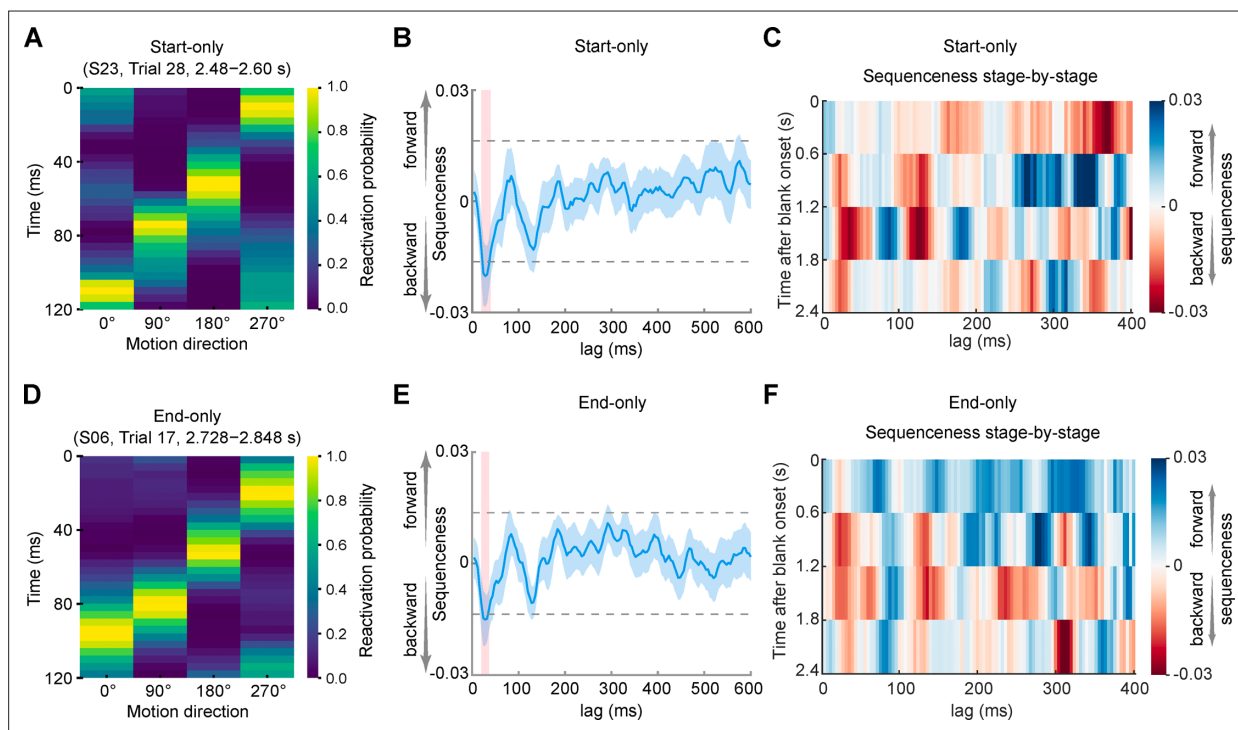 A
Start-only
(S23, Trial 28, 2.48−2.60 s)
0
40
80
120
Time (ms)
0° 90° 180° 270°
Motion direction
1.0
0.8
0.6
0.4
0.2
0.0
Reactivation probability
B
Start-only
0.03
0
-0.03
forward
Sequenceness
backward
0 100 200 300 400 500 600
lag (ms)
C
Start-only
Sequenceness stage-by-stage
0
0.6
1.2
1.8
2.4
Time after blank onset (s)
0 100 200 300 400
lag (ms)
0.03
0
-0.03
forward
sequenceness
backward
D
End-only
(S06, Trial 17, 2.728−2.848 s)
0
40
80
120
Time (ms)
0° 90° 180° 270°
Motion direction
1.0
0.8
0.6
0.4
0.2
0.0
Reactivation probability
E
End-only
0.03
0
-0.03
forward
Sequenceness
backward
0 100 200 300 400 500 600
lag (ms)
F
End-only
Sequenceness stage-by-stage
0
0.6
1.2
1.8
2.4
Time after blank onset (s)
0 100 200 300 400
lag (ms)
0.03
0
-0.03
forward
sequenceness
backward